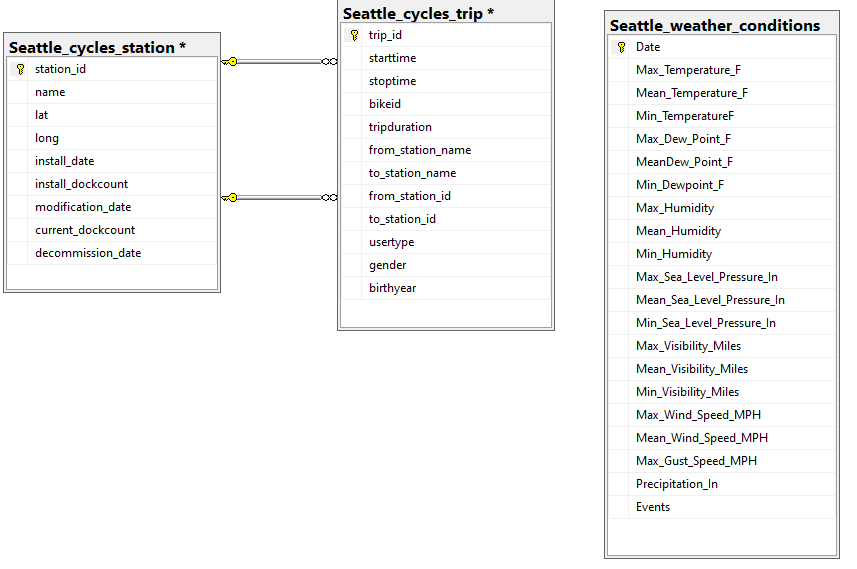 Seattle_cycles_station *
station_id
name
lat
long
install_date
install_dockcount
modification_date
current_dockcount
decommission_date
Seattle_cycles_trip *
trip_id
starttime
stoptime
bikeid
tripduration
from_station_name
to_station_name
from_station_id
to_station_id
usertype
gender
birthyear
Seattle_weather_conditions
Date
Max_Temperature_F
Mean_Temperature_F
Min_TemperatureF
Max_Dew_Point_F
MeanDew_Point_F
Min_Dewpoint_F
Max_Humidity
Mean_Humidity
Min_Humidity
Max_Sea_Level_Pressure_In
Mean_Sea_Level_Pressure_In
Min_Sea_Level_Pressure_In
Max_Visibility_Miles
Mean_Visibility_Miles
Min_Visibility_Miles
Max_Wind_Speed_MPH
Mean_Wind_Speed_MPH
Max_Gust_Speed_MPH
Precipitation_In
Events